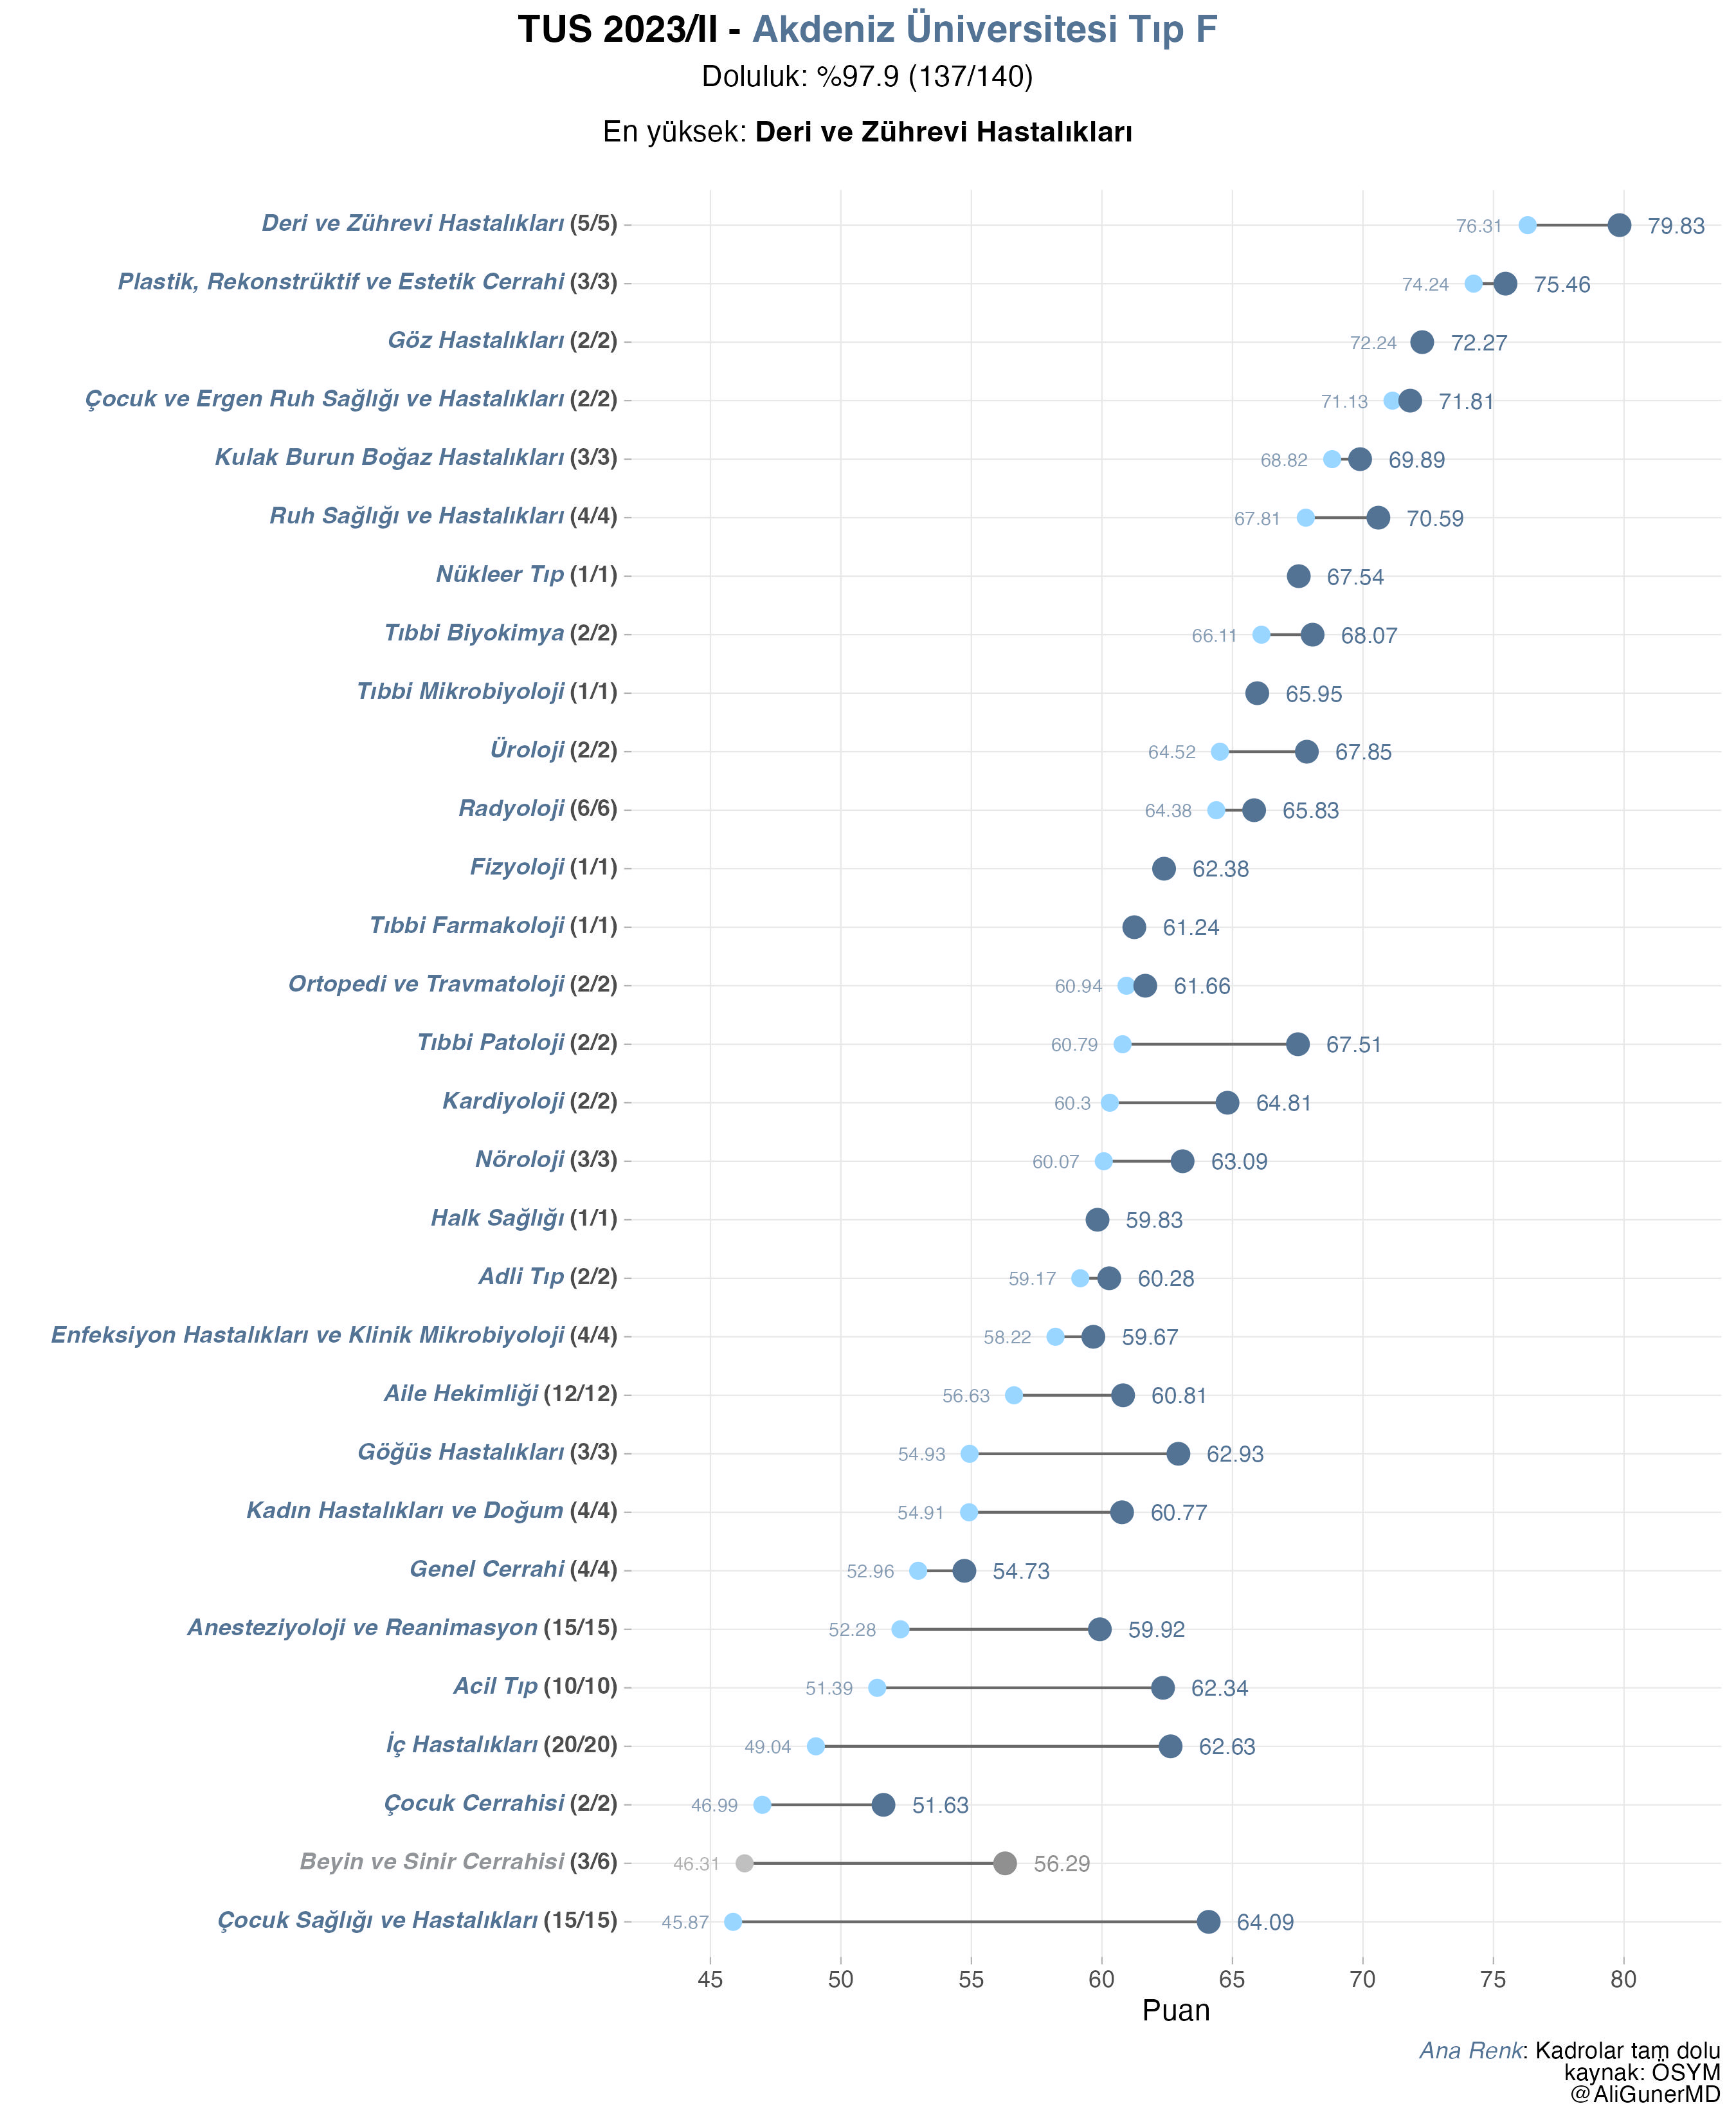 TUS 2023/II - Akdeniz Üniversitesi Tıp F
Doluluk: %97.9 (137/140)
En yüksek: Deri ve Zührevi Hastalıkları
Deri ve Zührevi Hastalıkları (5/5) 76.31 79.83
Plastik, Rekonstrüktif ve Estetik Cerrahi (3/3) 74.24 75.46
Göz Hastalıkları (2/2) 72.24 72.27
Çocuk ve Ergen Ruh Sağlığı ve Hastalıkları (2/2) 71.13 71.81
Kulak Burun Boğaz Hastalıkları (3/3) 68.82 69.89
Ruh Sağlığı ve Hastalıkları (4/4) 67.81 70.59
Nükleer Tıp (1/1) 67.54
Tıbbi Biyokimya (2/2) 66.11 68.07
Tıbbi Mikrobiyoloji (1/1) 65.95
Üroloji (2/2) 64.52 67.85
Radyoloji (6/6) 64.38 65.83
Fizyoloji (1/1) 62.38
Tıbbi Farmakoloji (1/1) 61.24
Ortopedi ve Travmatoloji (2/2) 60.94 61.66
Tıbbi Patoloji (2/2) 60.79 67.51
Kardiyoloji (2/2) 60.3 64.81
Nöroloji (3/3) 60.07 63.09
Halk Sağlığı (1/1) 59.83
Adli Tıp (2/2) 59.17 60.28
Enfeksiyon Hastalıkları ve Klinik Mikrobiyoloji (4/4) 58.22 59.67
Aile Hekimliği (12/12) 56.63 60.81
Göğüs Hastalıkları (3/3) 54.93 62.93
Kadın Hastalıkları ve Doğum (4/4) 54.91 60.77
Genel Cerrahi (4/4) 52.96 54.73
Anesteziyoloji ve Reanimasyon (15/15) 52.28 59.92
Acil Tıp (10/10) 51.39 62.34
İç Hastalıkları (20/20) 49.04 62.63
Çocuk Cerrahisi (2/2) 46.99 51.63
Beyin ve Sinir Cerrahisi (3/6) 46.31 56.29
Çocuk Sağlığı ve Hastalıkları (15/15) 45.87 64.09
45 50 55 60 65 70 75 80
Puan
Ana Renk: Kadrolar tam dolu
kaynak: ÖSYM
@AliGunerMD